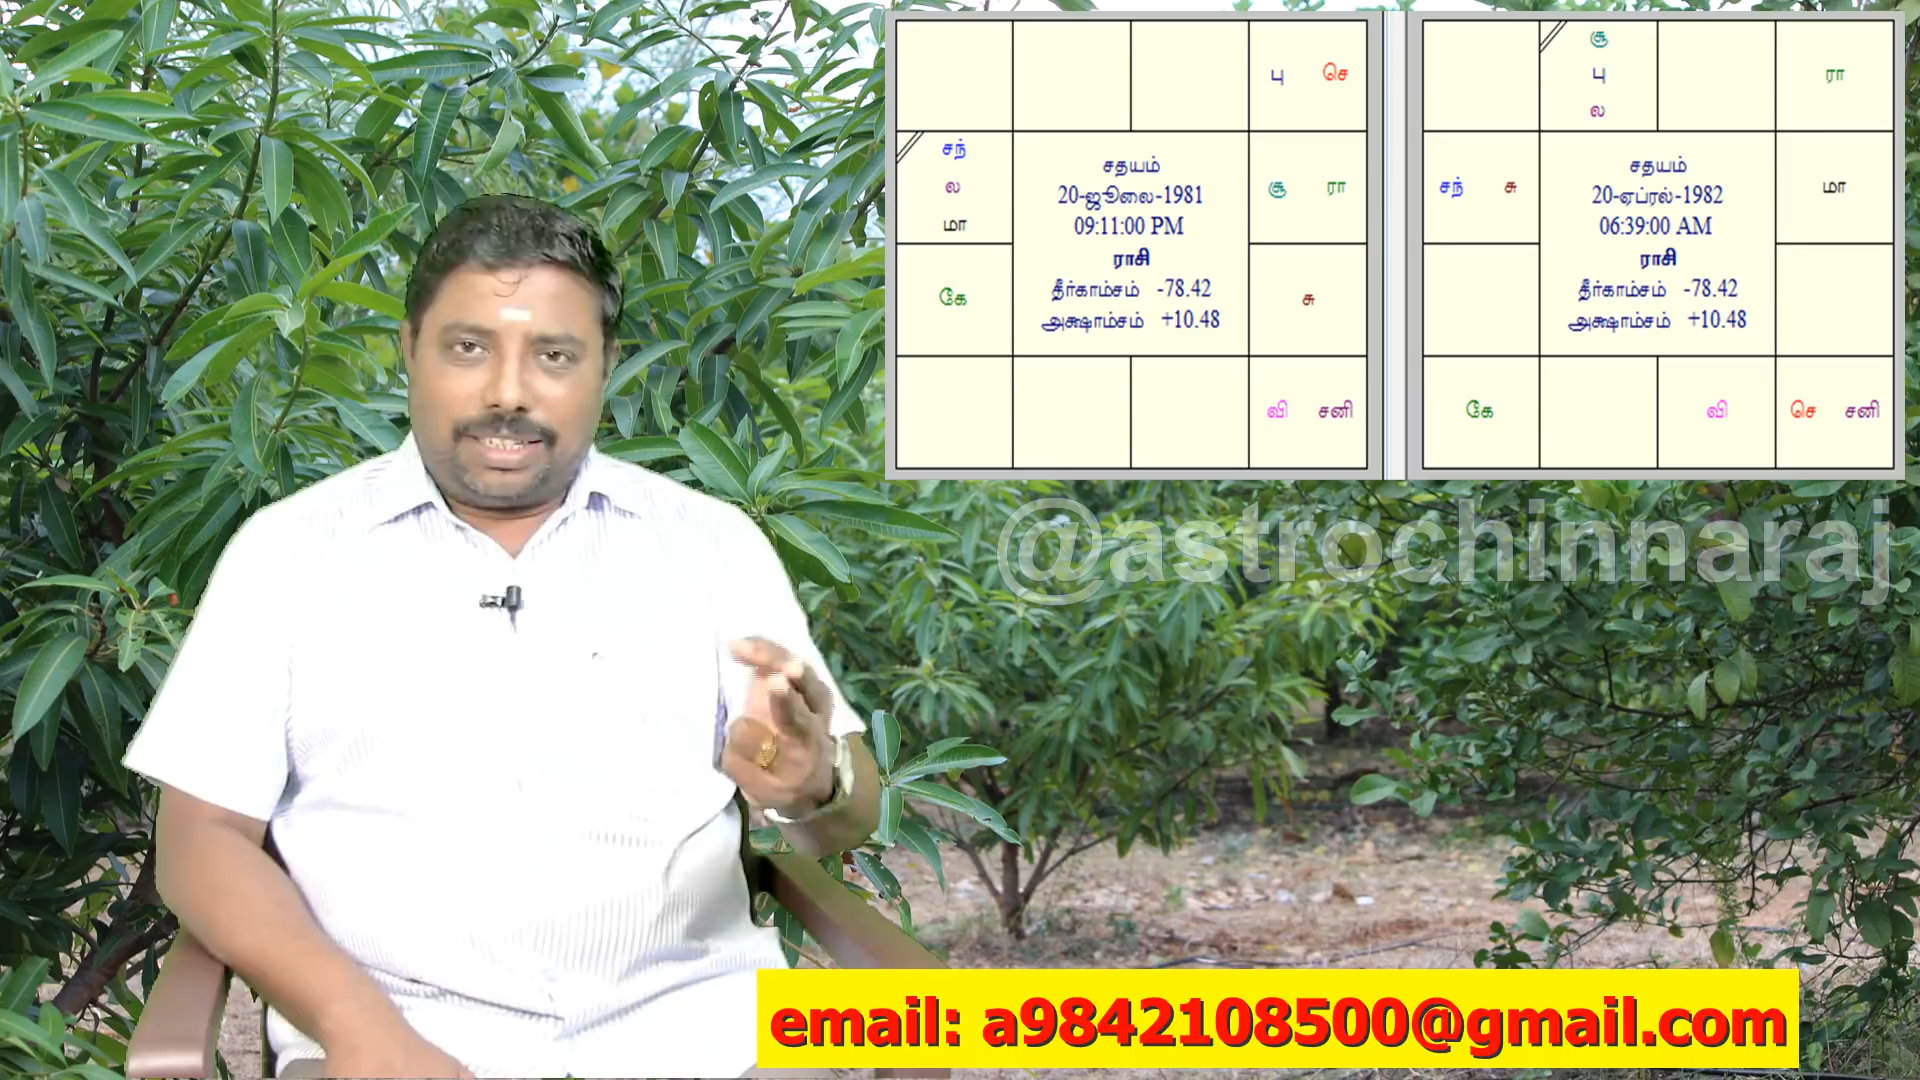 பு செ
சந்
ல
மா
சூ ரா
கே
சு
வி சனி
சதயம்
20-ஜூலை-1981
09:11:00 PM
ராசி
தீர்காம்சம் -78.42
அக்ஷாம்சம் +10.48
சூ
பு
ல
ரா
சந் சு
மா
கே
வி
செ சனி
சதயம்
20-ஏப்ரல்-1982
06:39:00 AM
ராசி
தீர்காம்சம் -78.42
அக்ஷாம்சம் +10.48
@astrochinnaraj
email: a9842108500@gmail.com